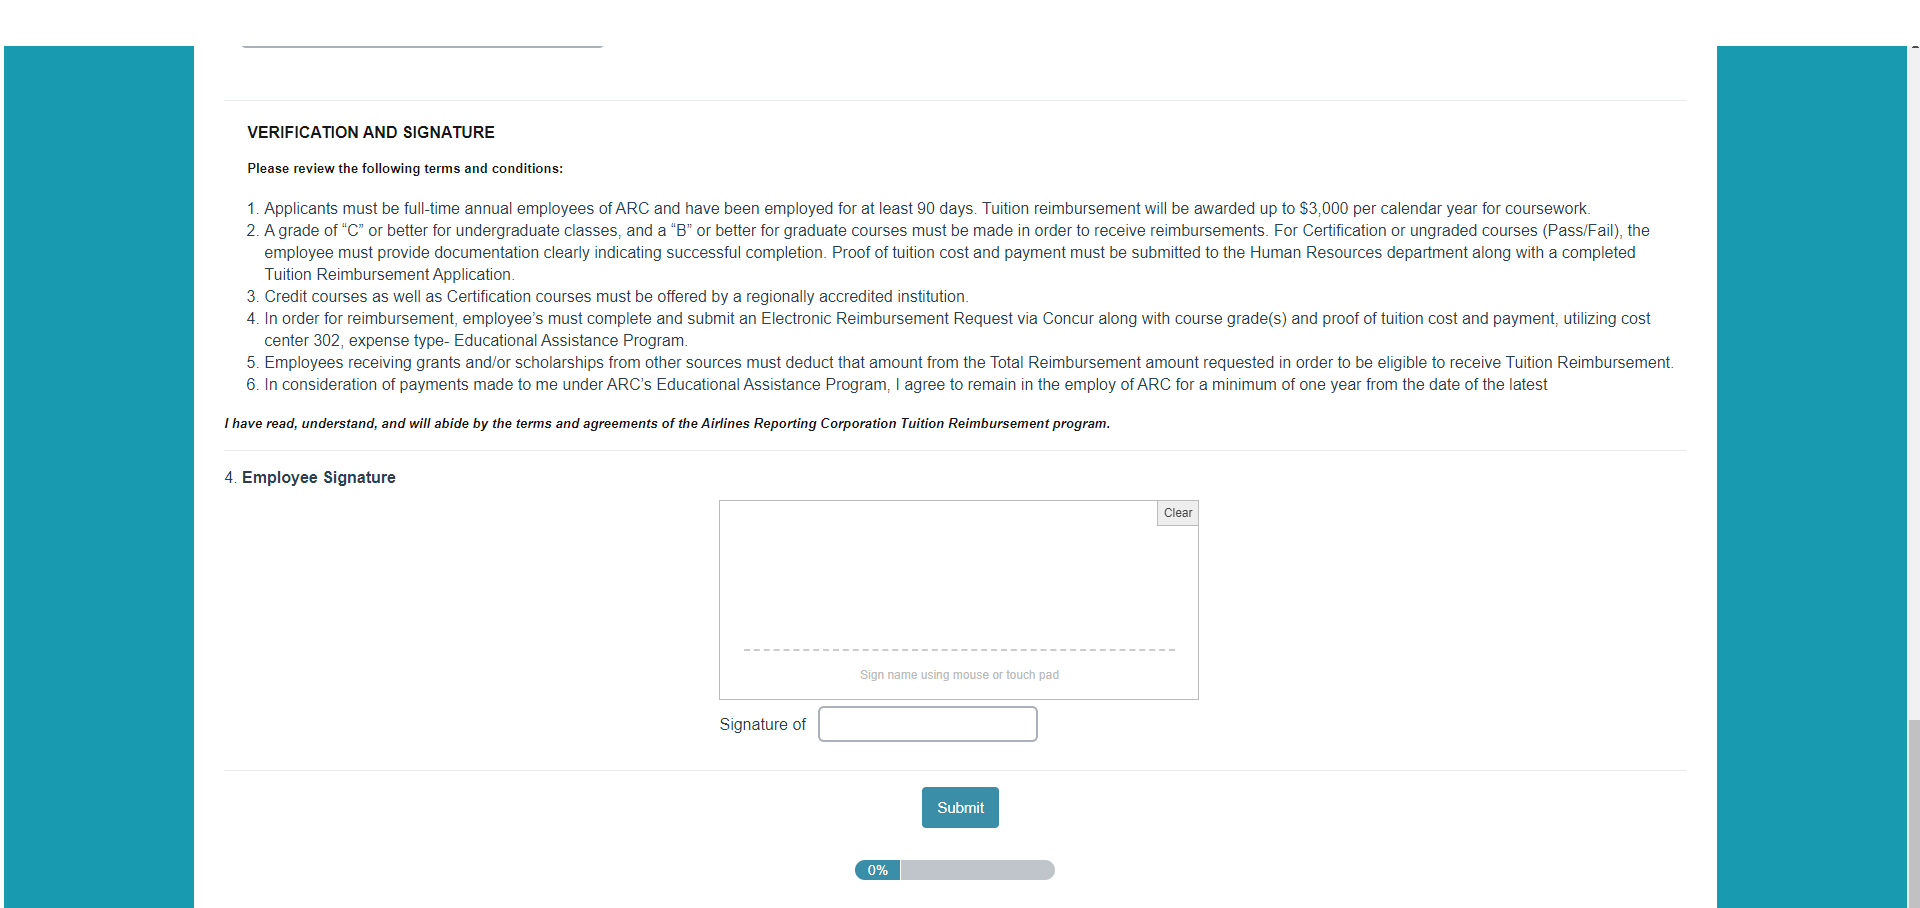 VERIFICATION AND SIGNATURE
Please review the following terms and conditions:
1. Applicants must be full-time annual employees of ARC and have been employed for at least 90 days. Tuition reimbursement will be awarded up to $3,000 per calendar year for coursework.
2. A grade of “C” or better for undergraduate classes, and a “B” or better for graduate courses must be made in order to receive reimbursements. For Certification or ungraded courses (Pass/Fail), the
employee must provide documentation clearly indicating successful completion. Proof of tuition cost and payment must be submitted to the Human Resources department along with a completed
Tuition Reimbursement Application.
3. Credit courses as well as Certification courses must be offered by a regionally accredited institution.
4. In order for reimbursement, employee’s must complete and submit an Electronic Reimbursement Request via Concur along with course grade(s) and proof of tuition cost and payment, utilizing cost
center 302, expense type- Educational Assistance Program.
5. Employees receiving grants and/or scholarships from other sources must deduct that amount from the Total Reimbursement amount requested in order to be eligible to receive Tuition Reimbursement.
6. In consideration of payments made to me under ARC’s Educational Assistance Program, I agree to remain in the employ of ARC for a minimum of one year from the date of the latest
I have read, understand, and will abide by the terms and agreements of the Airlines Reporting Corporation Tuition Reimbursement program.
4. Employee Signature
Clear
Sign name using mouse or touch pad
Signature of
Submit
0%